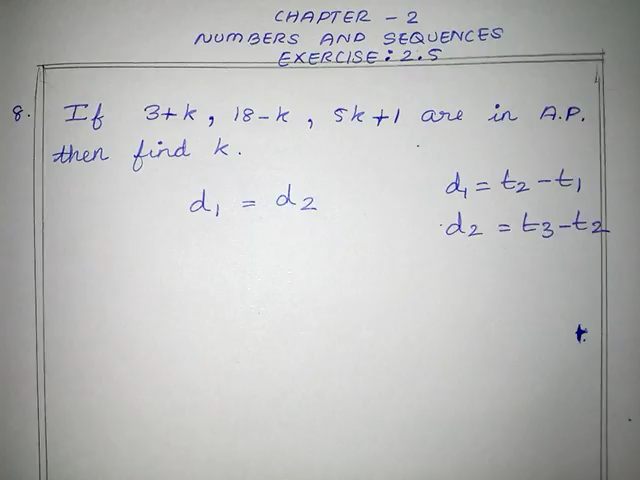 CHAPTER - 2
NUMBERS AND SEQUENCES
EXERCISE: 2.5
8. If 3+k, 18-k, 5k+1 are in A.P.
then find k.
d₁ = d₂
d₁ = t₂ - t₁
d₂ = t₃ - t₂
t.